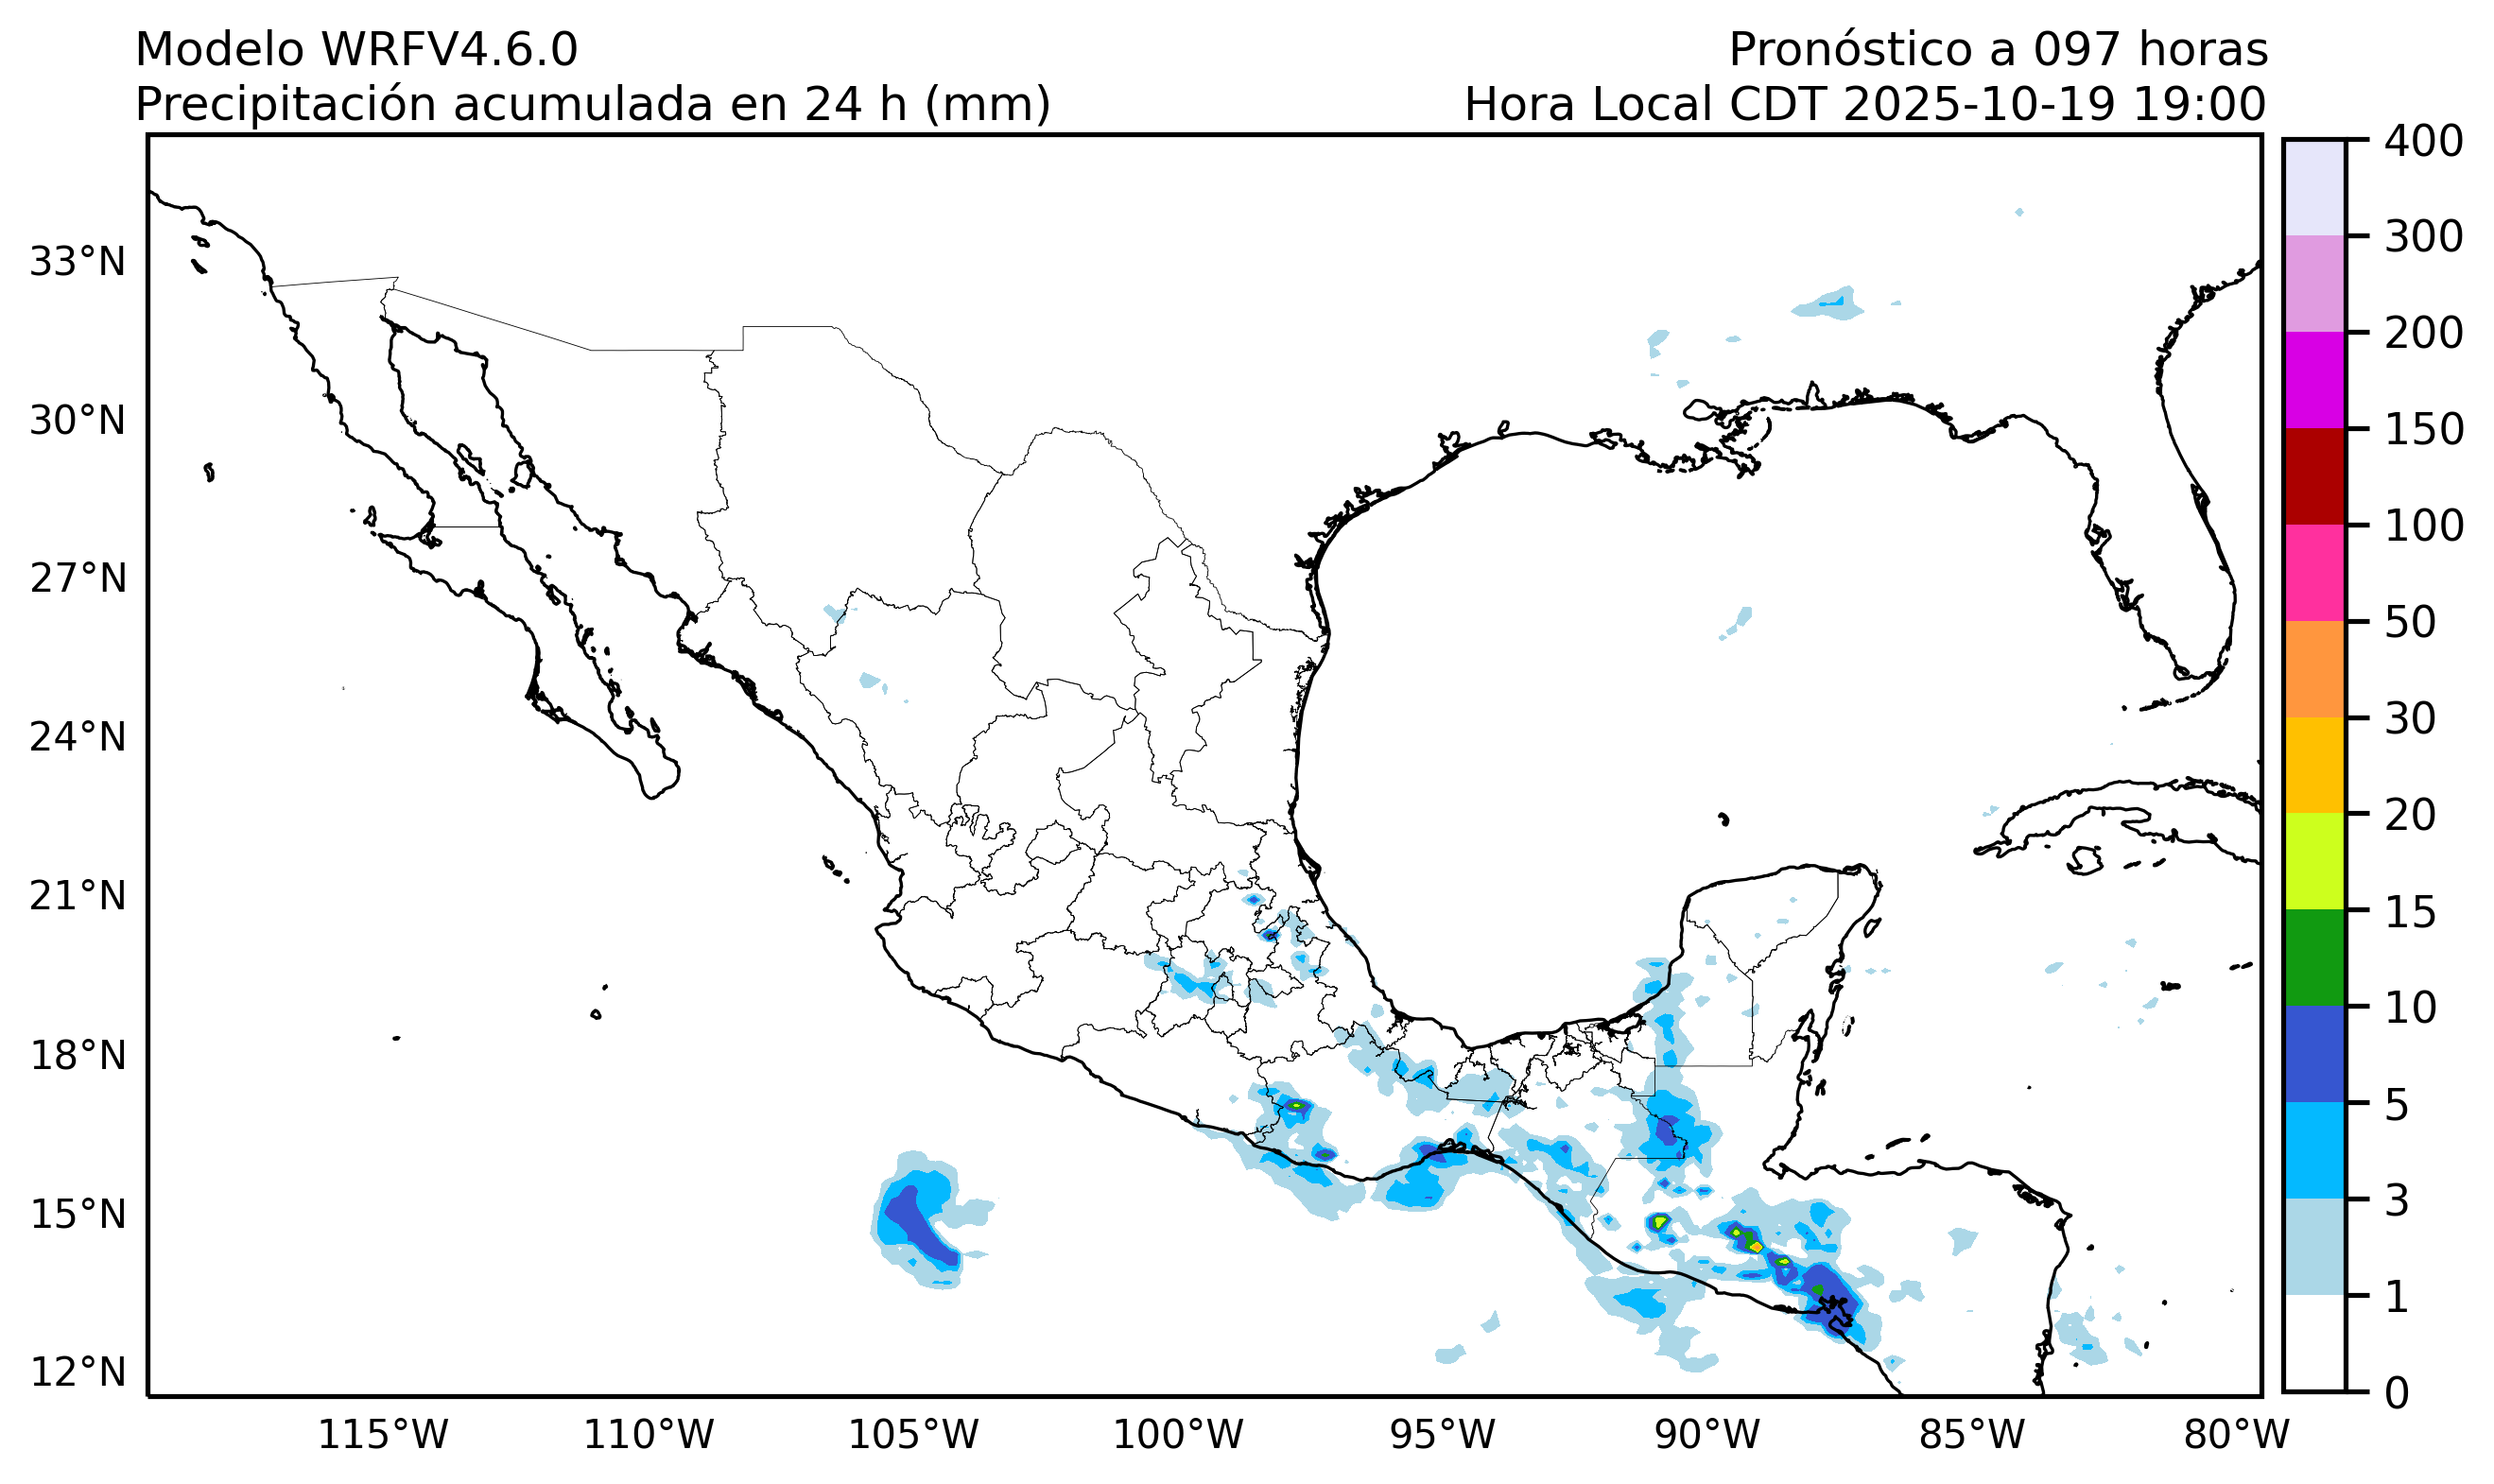 Modelo WRFV4.6.0
Pronóstico a 097 horas
Precipitación acumulada en 24 h (mm)
Hora Local CDT 2025-10-19 19:00
33°N
30°N
27°N
24°N
21°N
18°N
15°N
12°N
115°W
110°W
105°W
100°W
95°W
90°W
85°W
80°W
400
300
200
150
100
50
30
20
15
10
5
3
1
0